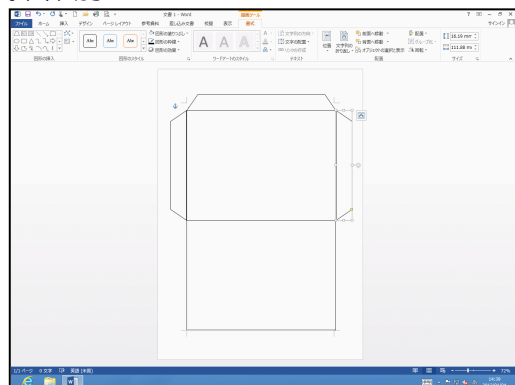 文書 1 - Word
描画ツール
サインイン
ファイル ホーム 挿入 デザイン ページ レイアウト 参考資料 差し込み文書 校閲 表示 書式
Abc Abc Abc
図形の塗りつぶし
図形の枠線
図形の効果
A A A
文字列の方向
文字の配置
リンクの作成
位置
文字列の折り返し
前面へ移動
背面へ移動
オブジェクトの選択と表示
配置
グループ化
回転
111.88 m
図形の挿入 図形のスタイル ワードアートのスタイル テキスト 配置 サイズ
1/1 ページ 0 文字 英語 (米国)
72%
14:39